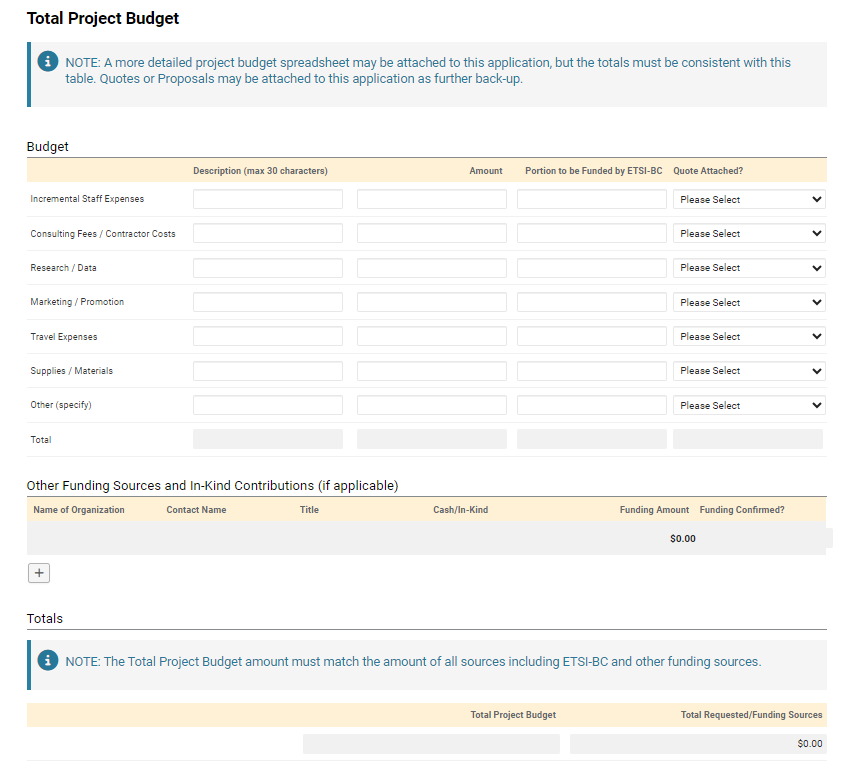 Total Project Budget
NOTE: A more detailed project budget spreadsheet may be attached to this application, but the totals must be consistent with this
table. Quotes or Proposals may be attached to this application as further back-up.
Budget
Description (max 30 characters) Amount Portion to be Funded by ETSI-BC Quote Attached?
Incremental Staff Expenses Please Select
Consulting Fees / Contractor Costs Please Select
Research / Data Please Select
Marketing / Promotion Please Select
Travel Expenses Please Select
Supplies / Materials Please Select
Other (specify) Please Select
Total
Other Funding Sources and In-Kind Contributions (if applicable)
Name of Organization Contact Name Title Cash/In-Kind Funding Amount Funding Confirmed?
$0.00
+
Totals
NOTE: The Total Project Budget amount must match the amount of all sources including ETSI-BC and other funding sources.
Total Project Budget Total Requested/Funding Sources
$0.00